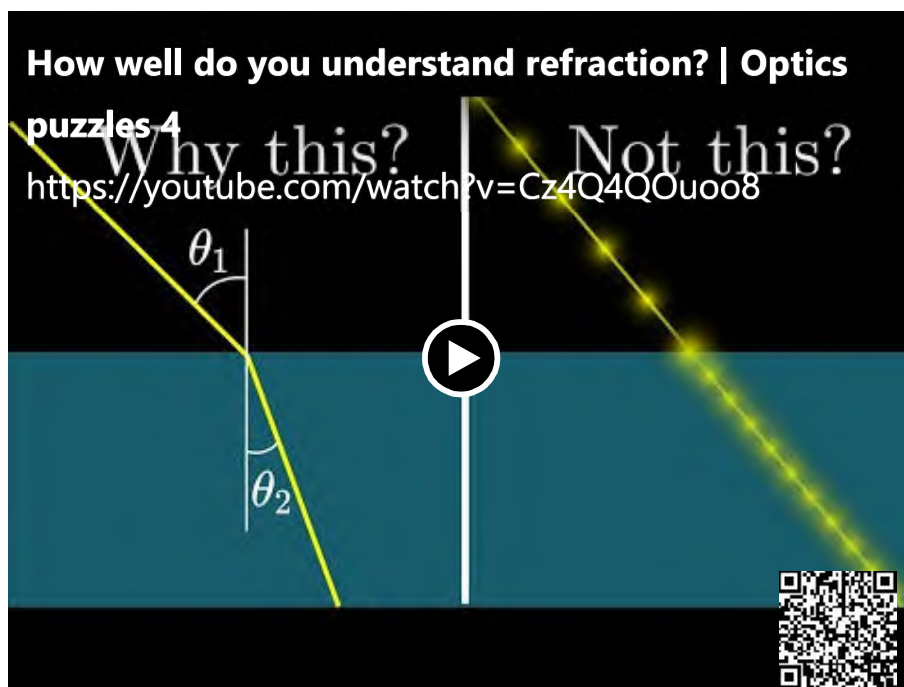 How well do you understand refraction? | Optics
puzzles 4
Why this?
Not this?
https://youtube.com/watch?v=Cz4Q4QOuoo8
θ1
θ2